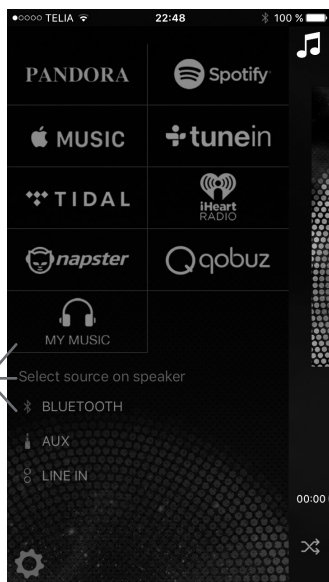 TELIA 22:48 100 %
PANDORA Spotify
MUSIC tunein
TIDAL iHeart
RADIO
napster qobuz
MY MUSIC
Select source on speaker
BLUETOOTH
AUX
LINE IN
00:00